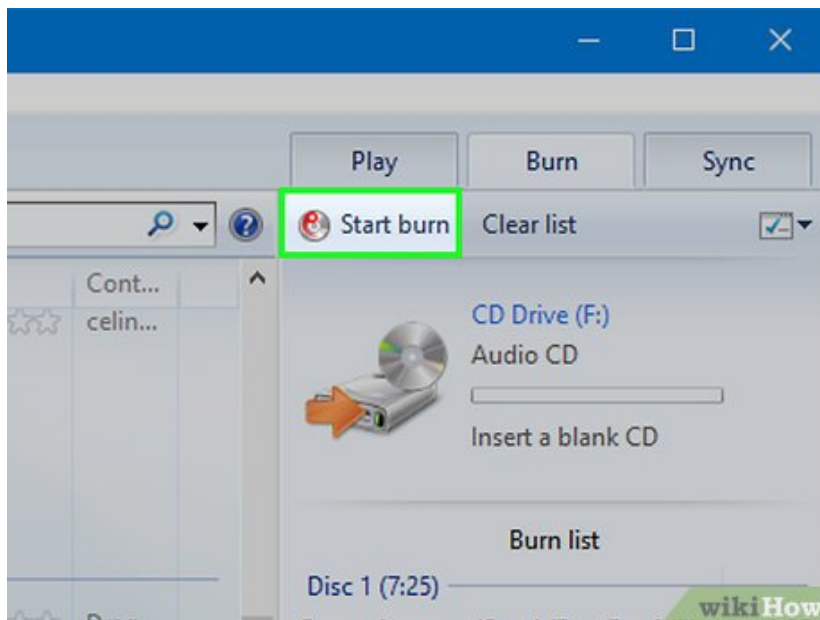 Play Burn Sync
Start burn Clear list
Cont...
celin...
CD Drive (F:)
Audio CD
Insert a blank CD
Burn list
Disc 1 (7:25)
wikiHow